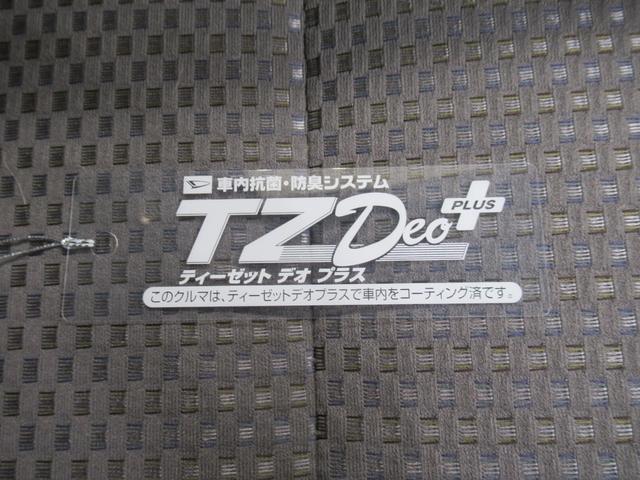 車内抗菌・防臭システム
TZ Deo PLUS
ティーゼット デオ プラス
このクルマは、ティーゼットデオプラスで車内をコーティング済です。